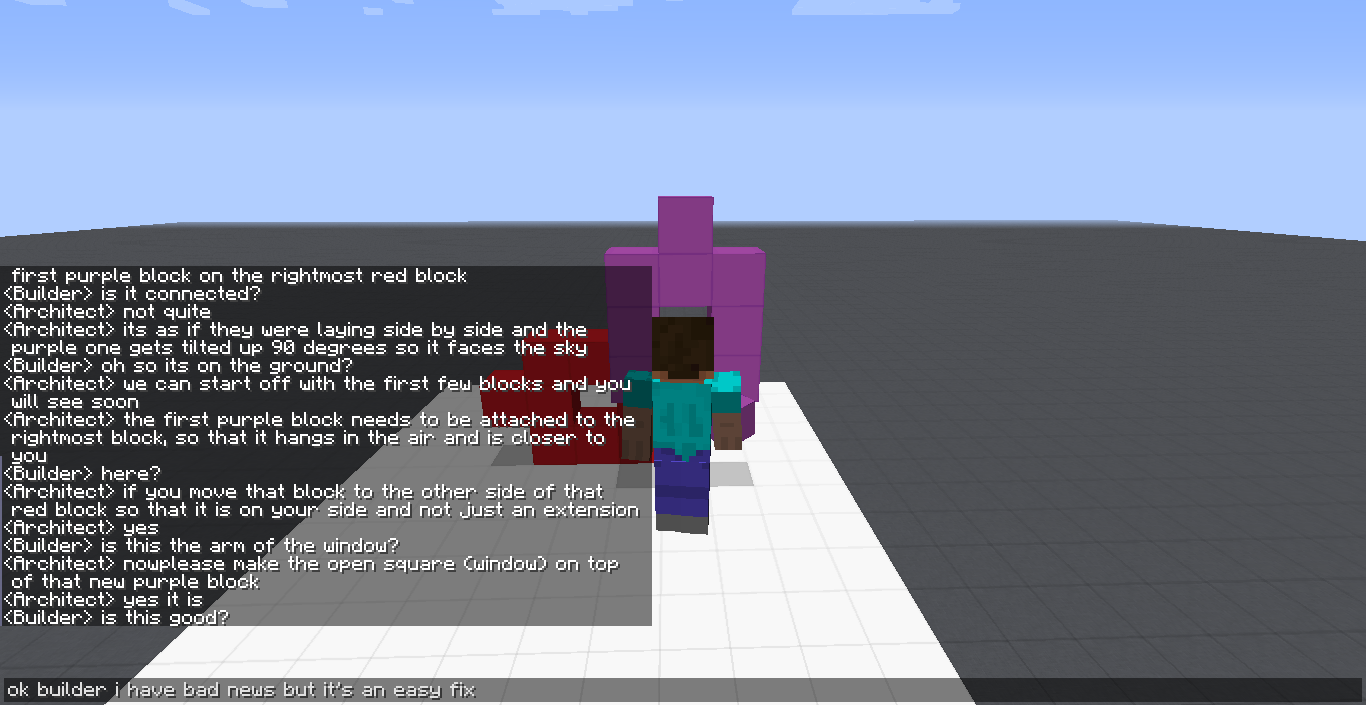 first purple block on the rightmost red block
<Builder> is it connected?
<Architect> not quite
<Architect> its as if they were laying side by side and the
purple one gets tilted up 90 degrees so it faces the sky
<Builder> oh so its on the ground?
<Architect> we can start off with the first few blocks and you
will see soon
<Architect> the first purple block needs to be attached to the
rightmost block, so that it hangs in the air and is closer to
you
<Builder> here?
<Architect> if you move that block to the other side of that
red block so that it is on your side and not just an extension
<Architect> yes
<Builder> is this the arm of the window?
<Architect> nowplease make the open square (window) on top
of that new purple block
<Architect> yes it is
<Builder> is this good?
ok builder i have bad news but it's an easy fix